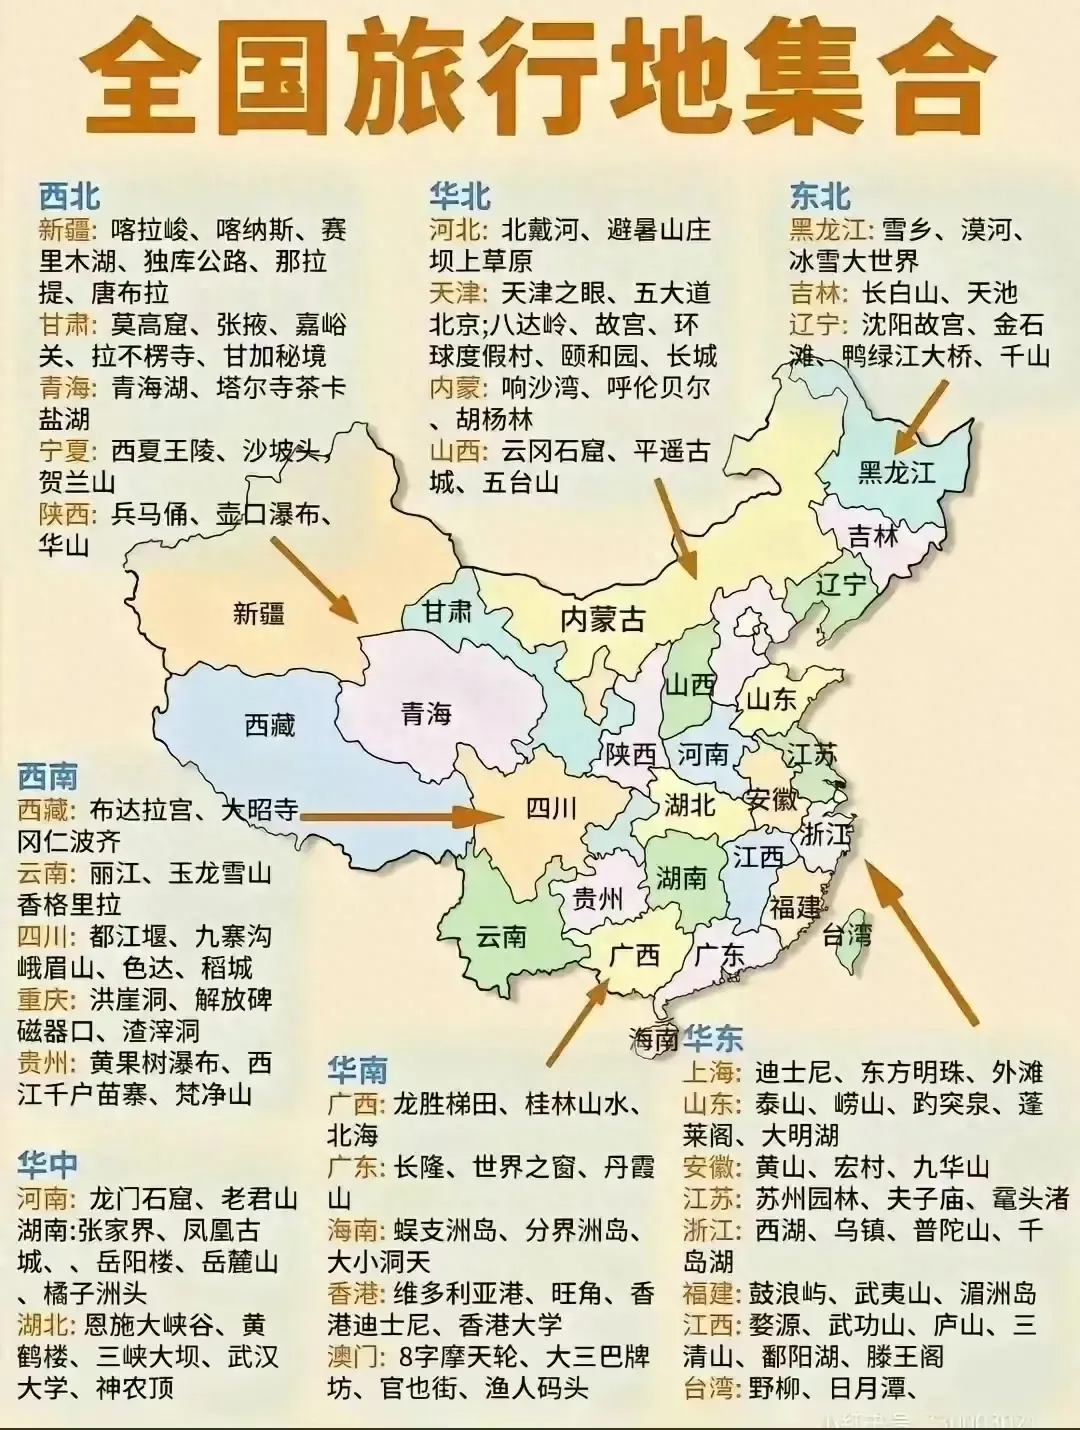 全国旅行地集合
西北
新疆: 喀拉峻、喀纳斯、赛
里木湖、独库公路、那拉
提、唐布拉
甘肃: 莫高窟、张掖、嘉峪
关、拉不楞寺、甘加秘境
青海: 青海湖、塔尔寺茶卡
盐湖
宁夏: 西夏王陵、沙坡头、
贺兰山
陕西: 兵马俑、壶口瀑布、
华山
华北
河北: 北戴河、避暑山庄
坝上草原
天津: 天津之眼、五大道
北京;八达岭、故宫、环
球度假村、颐和园、长城
内蒙: 响沙湾、呼伦贝尔
、胡杨林
山西: 云冈石窟、平遥古
城、五台山
东北
黑龙江: 雪乡、漠河、
冰雪大世界
吉林: 长白山、天池
辽宁: 沈阳故宫、金石
滩、鸭绿江大桥、千山
黑龙江
吉林
辽宁
新疆
甘肃
内蒙古
青海
西藏
山西
山东
陕西
河南
江苏
四川
湖北
安徽
浙江
江西
湖南
贵州
福建
云南
广西
广东
台湾
海南
西南
西藏: 布达拉宫、大昭寺
冈仁波齐
云南: 丽江、玉龙雪山
香格里拉
四川: 都江堰、九寨沟
峨眉山、色达、稻城
重庆: 洪崖洞、解放碑
磁器口、渣滓洞
贵州: 黄果树瀑布、西
江千户苗寨、梵净山
华中
河南: 龙门石窟、老君山
湖南:张家界、凤凰古
城、、岳阳楼、岳麓山
、橘子洲头
湖北: 恩施大峡谷、黄
鹤楼、三峡大坝、武汉
大学、神农顶
华南
广西: 龙胜梯田、桂林山水、
北海
广东: 长隆、世界之窗、丹霞
山
海南: 蜈支洲岛、分界洲岛、
大小洞天
香港: 维多利亚港、旺角、香
港迪士尼、香港大学
澳门: 8字摩天轮、大三巴牌
坊、官也街、渔人码头
华东
上海: 迪士尼、东方明珠、外滩
山东: 泰山、崂山、趵突泉、蓬
莱阁、大明湖
安徽: 黄山、宏村、九华山
江苏: 苏州园林、夫子庙、鼋头渚
浙江: 西湖、乌镇、普陀山、千
岛湖
福建: 鼓浪屿、武夷山、湄洲岛
江西: 婺源、武功山、庐山、三
清山、鄱阳湖、滕王阁
台湾: 野柳、日月潭、